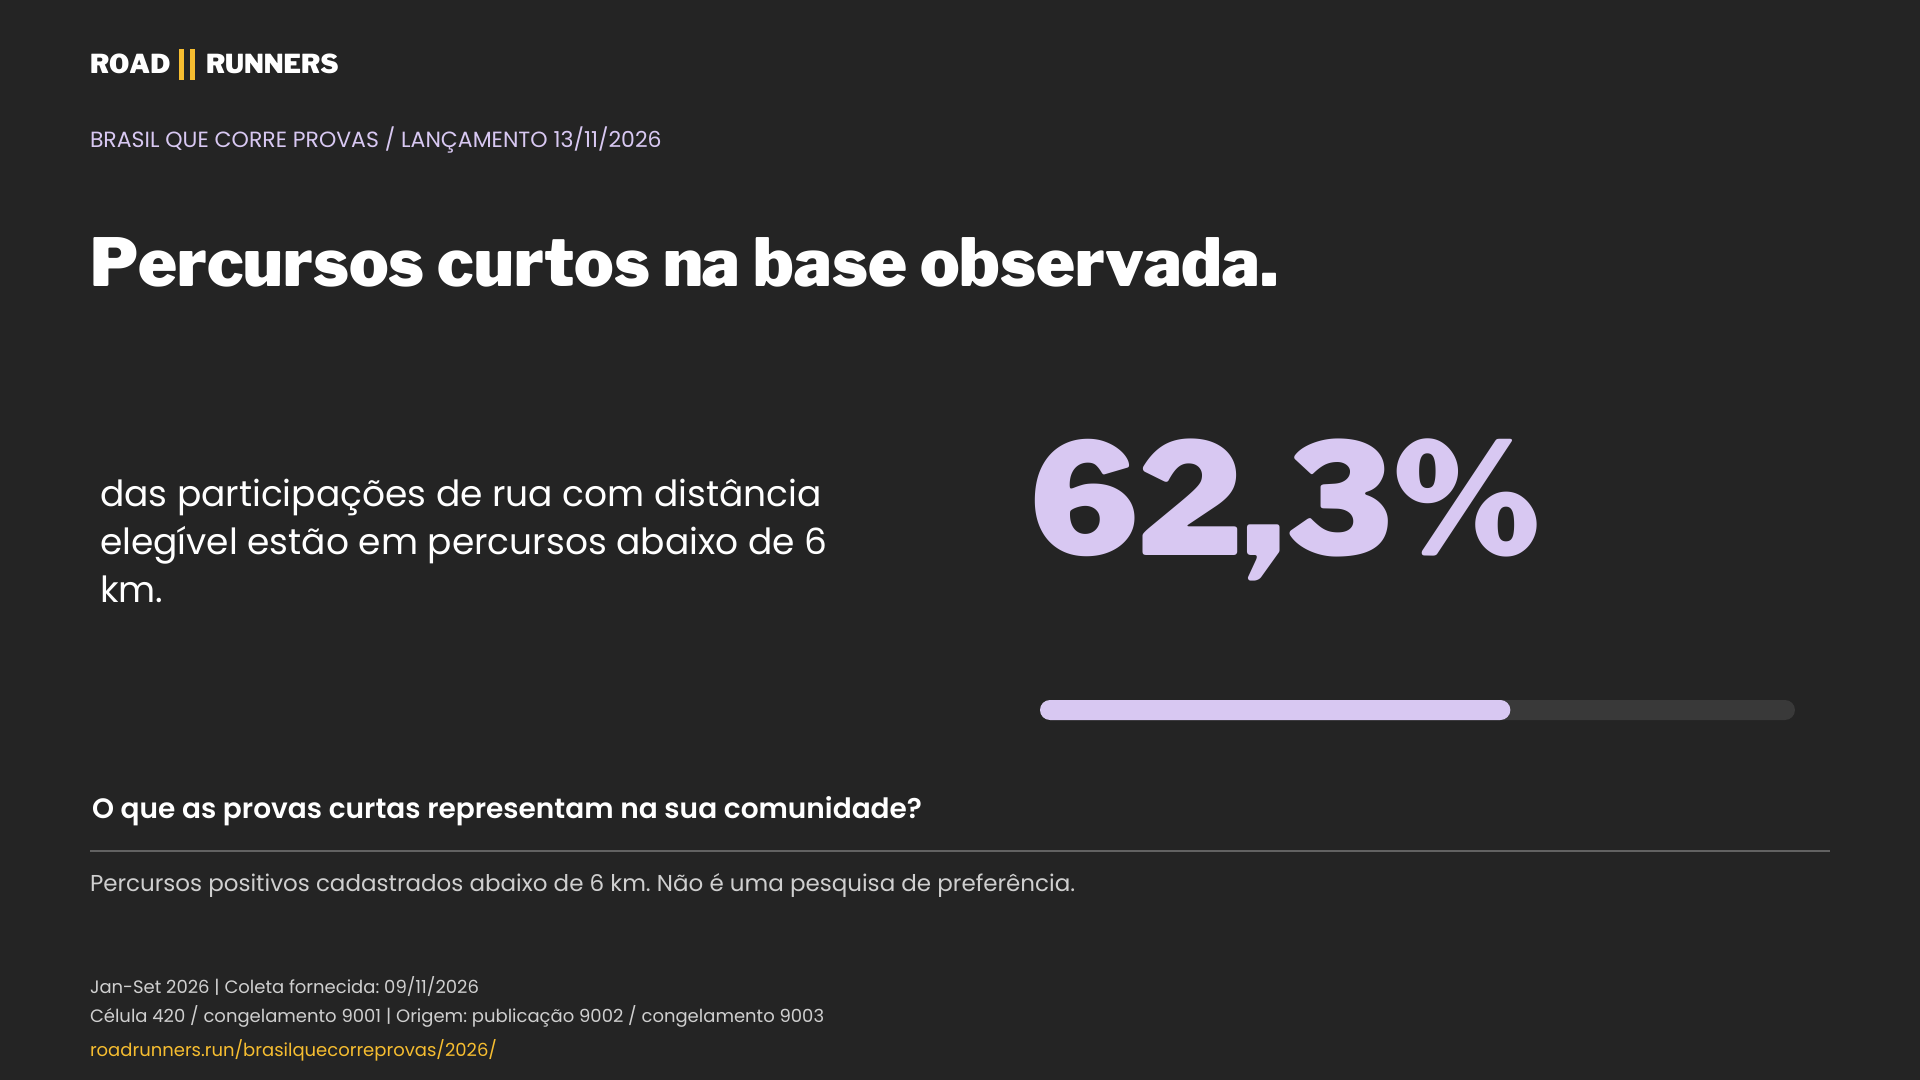 ROAD || RUNNERS
BRASIL QUE CORRE PROVAS / LANÇAMENTO 13/11/2026
Percursos curtos na base observada.
das participações de rua com distância
elegível estão em percursos abaixo de 6
km.
62,3%
O que as provas curtas representam na sua comunidade?
Percursos positivos cadastrados abaixo de 6 km. Não é uma pesquisa de preferência.
Jan-Set 2026 | Coleta fornecida: 09/11/2026
Célula 420 / congelamento 9001 | Origem: publicação 9002 / congelamento 9003
roadrunners.run/brasilquecorreprovas/2026/